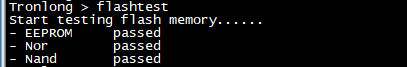 Tronlong > flashtest
Start testing flash memory......
- EEPROM      passed
- Nor         passed
- Nand        passed